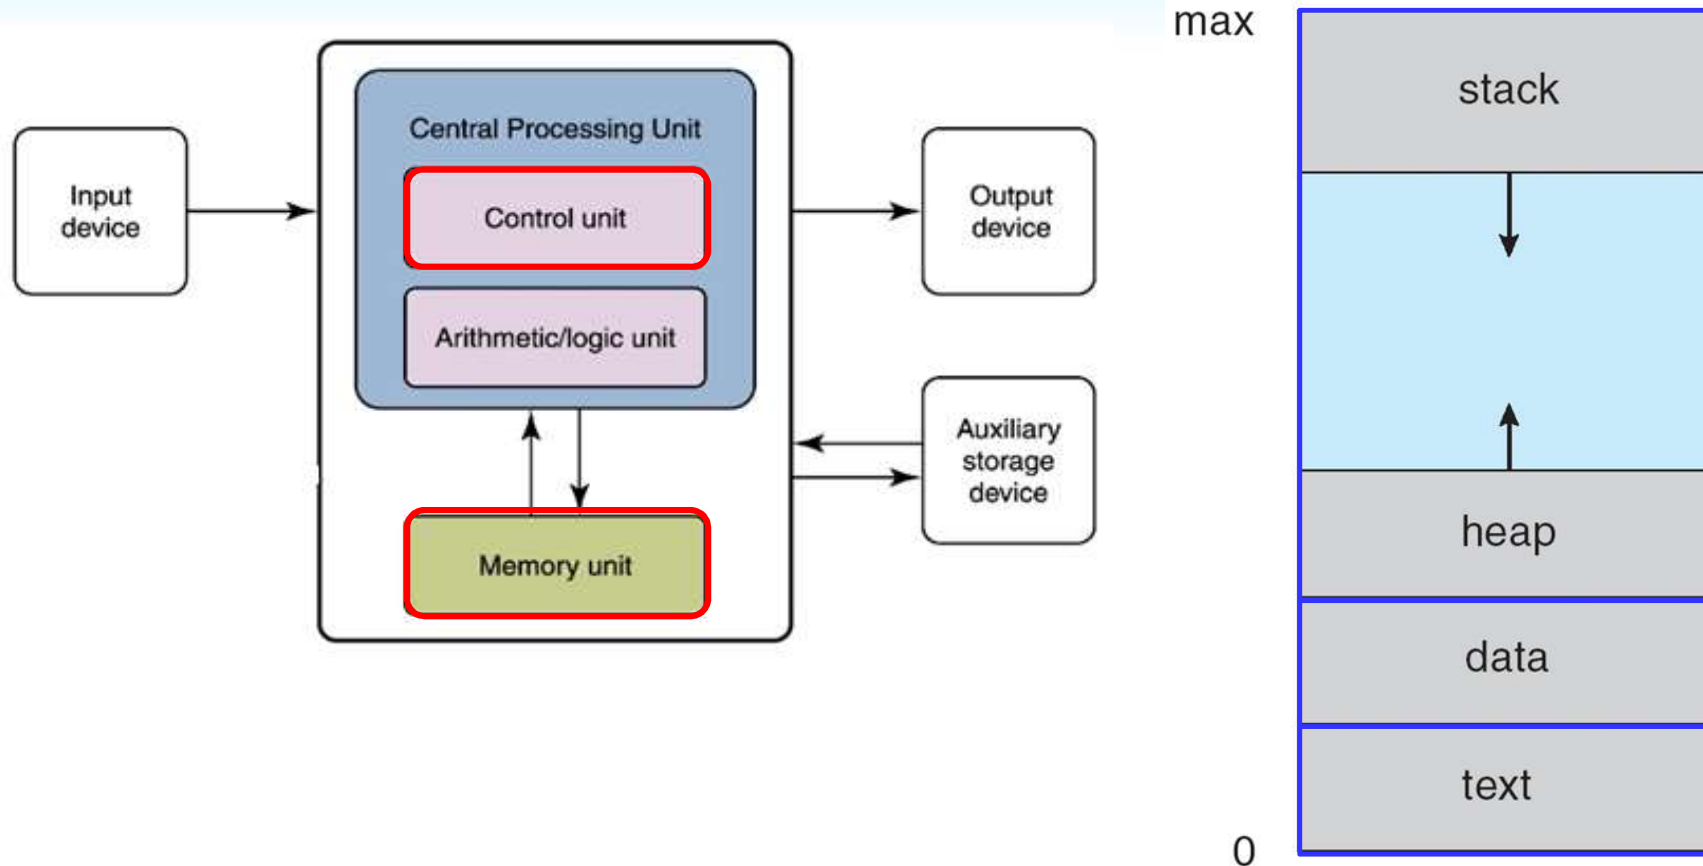 Central Processing Unit
Control unit
Arithmetic/logic unit
Memory unit
Input
device
Output
device
Auxiliary
storage
device
max
stack
heap
data
text
0